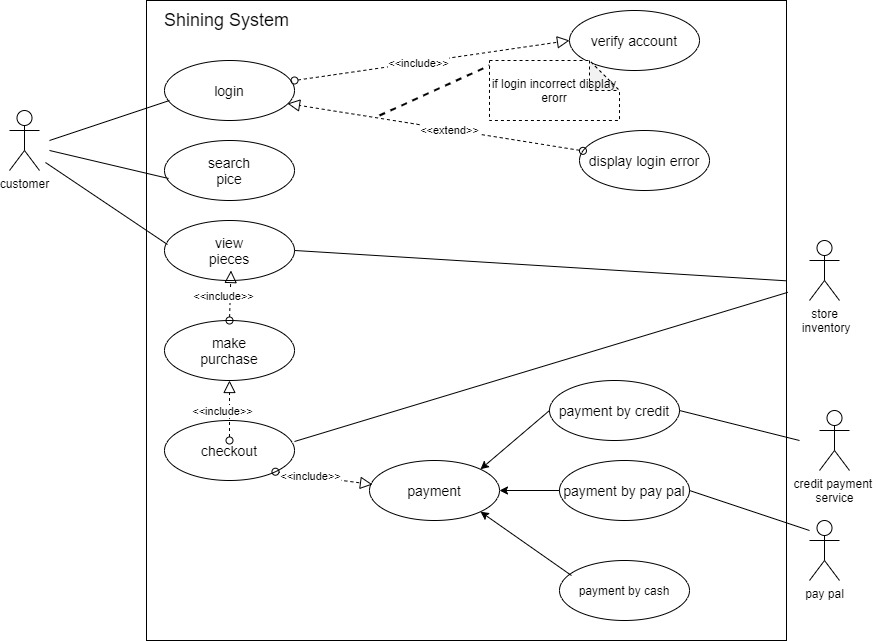 Shining System
verify account
<<include>>
login
if login incorrect display
erorr
<<extend>>
display login error
customer
search
pice
view
pieces
<<include>>
store
inventory
make
purchase
<<include>>
payment by credit
checkout
<<include>>
payment
payment by pay pal
credit payment
service
payment by cash
pay pal